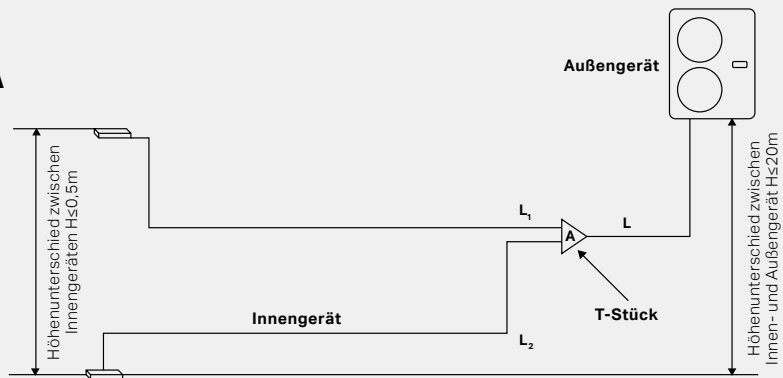 Außengerät
A
Höhenunterschied zwischen
Innengeräten H≤0,5m
L₁
A
L
Höhenunterschied zwischen
Innen- und Außengerät H≤20m
Innengerät
T-Stück
L₂